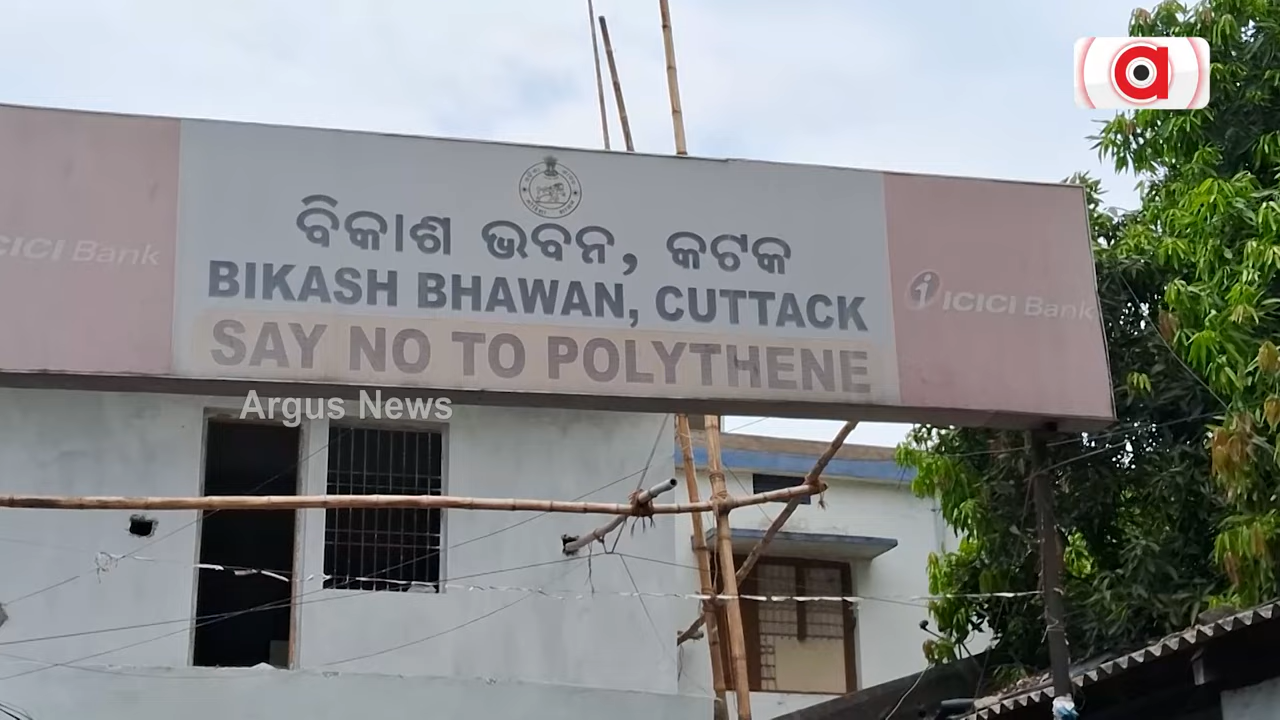 ବିକାଶ ଭବନ, କଟକ
BIKASH BHAWAN, CUTTACK
SAY NO TO POLYTHENE
ICICI Bank
ICICI Bank
Argus News